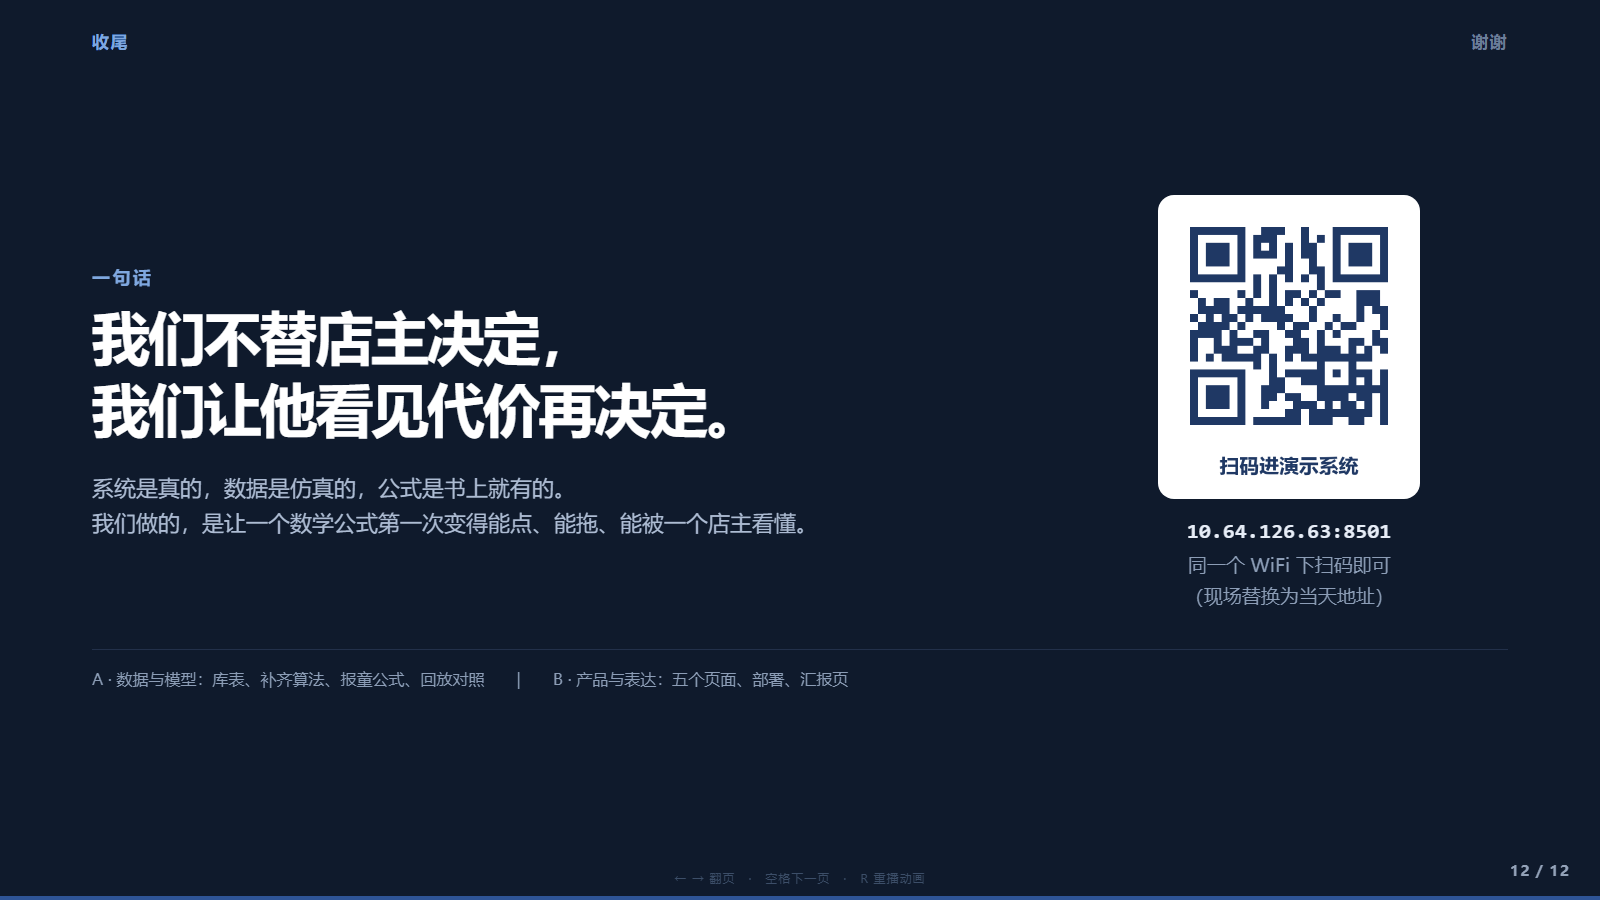 收尾
谢谢
一句话
我们不替店主决定，
我们让他看见代价再决定。
系统是真的，数据是仿真的，公式是书上就有的。
我们做的，是让一个数学公式第一次变得能点、能拖、能被一个店主看懂。
扫码进演示系统
10.64.126.63:8501
同一个 WiFi 下扫码即可
（现场替换为当天地址）
A · 数据与模型：库表、补齐算法、报童公式、回放对照 | B · 产品与表达：五个页面、部署、汇报页
← → 翻页 · 空格下一页 · R 重播动画
12 / 12